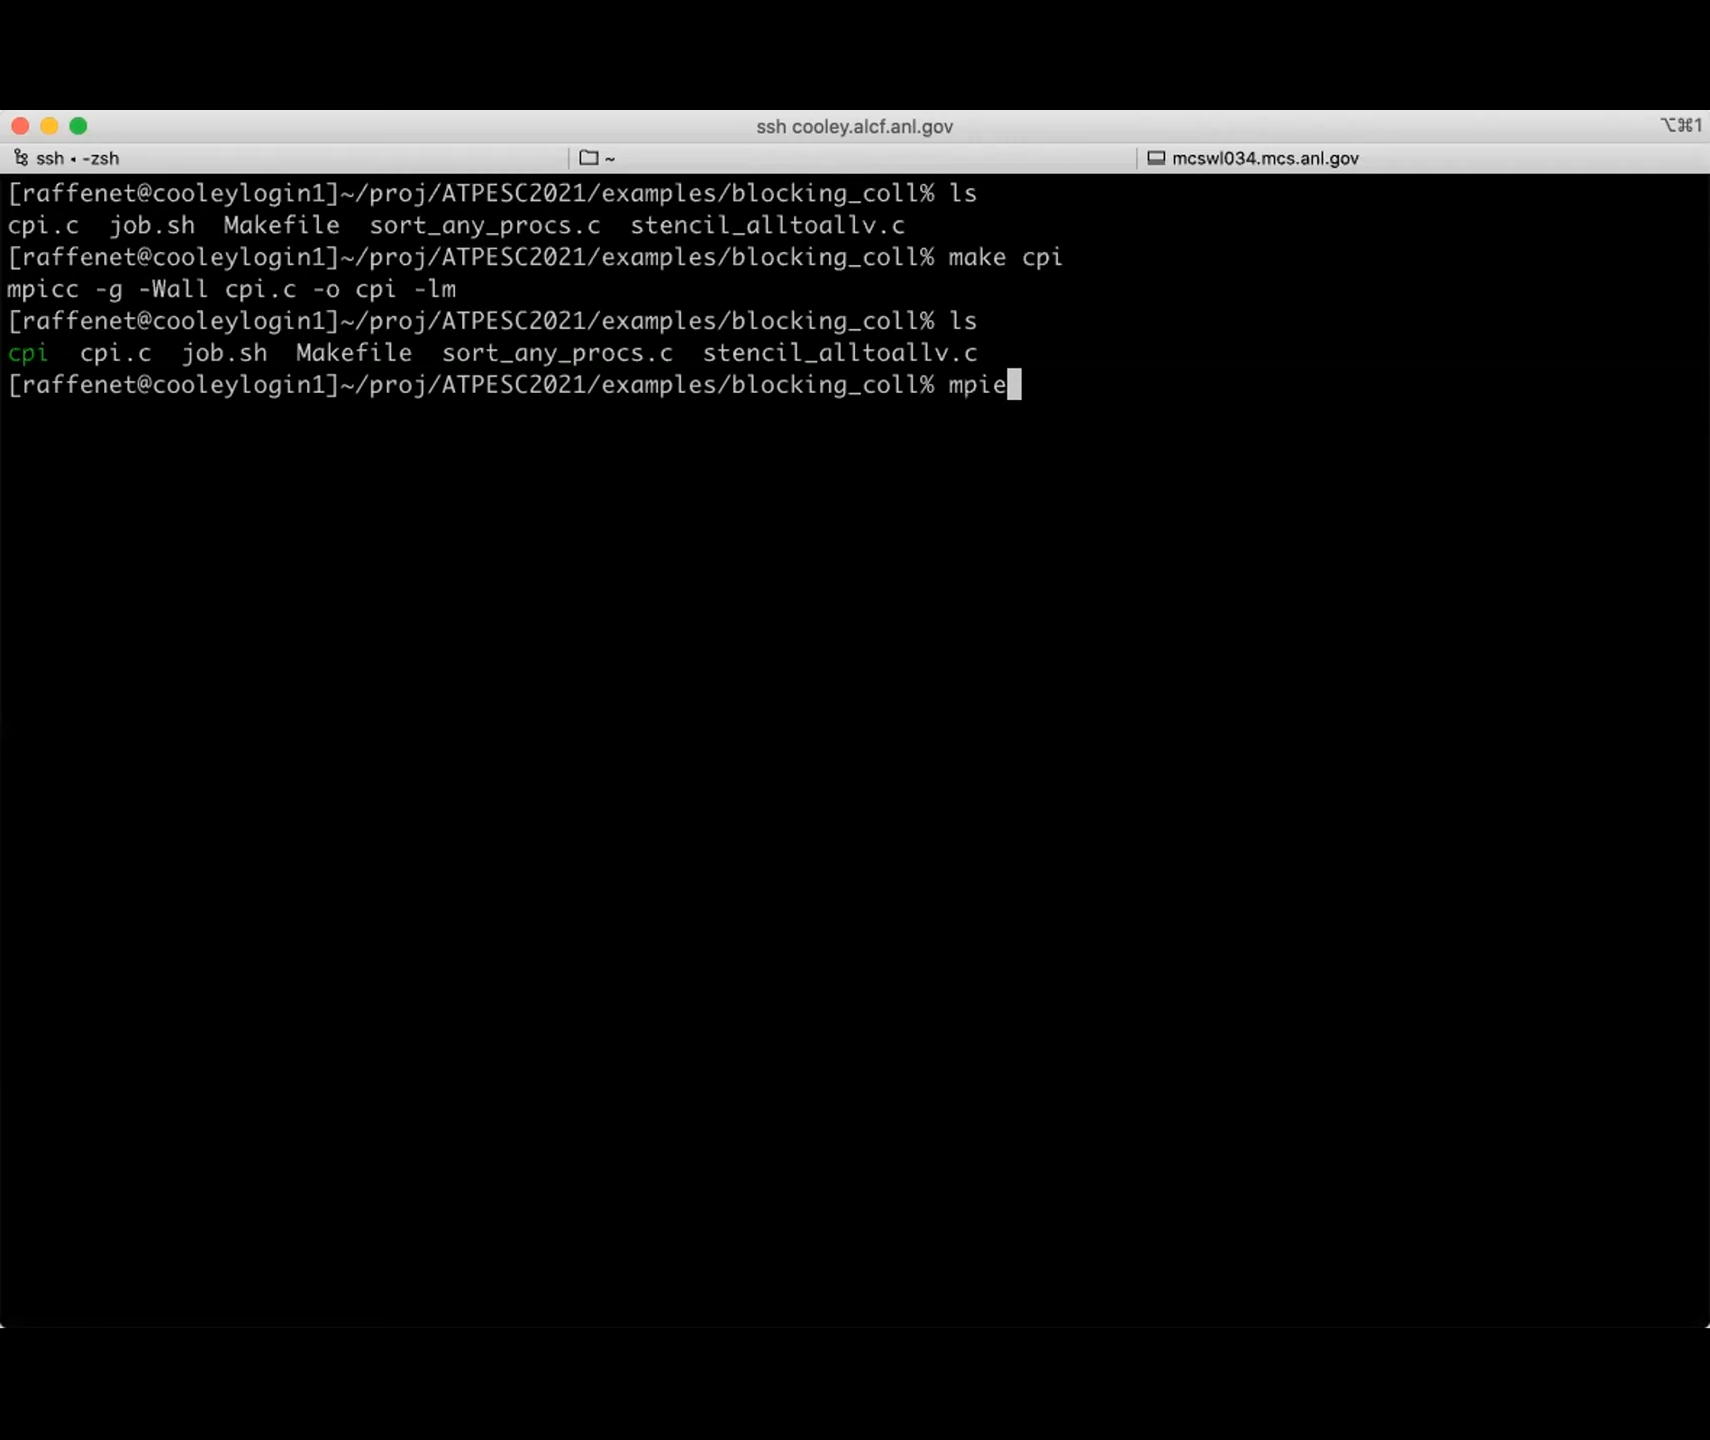 ssh cooley.alcf.anl.gov
⌥⌘1
ssh • -zsh
~
mcswl034.mcs.anl.gov
[raffenet@cooleylogin1]~/proj/ATPESC2021/examples/blocking_coll% ls
cpi.c  job.sh  Makefile  sort_any_procs.c  stencil_alltoallv.c
[raffenet@cooleylogin1]~/proj/ATPESC2021/examples/blocking_coll% make cpi
mpicc -g -Wall cpi.c -o cpi -lm
[raffenet@cooleylogin1]~/proj/ATPESC2021/examples/blocking_coll% ls
cpi  cpi.c  job.sh  Makefile  sort_any_procs.c  stencil_alltoallv.c
[raffenet@cooleylogin1]~/proj/ATPESC2021/examples/blocking_coll% mpie